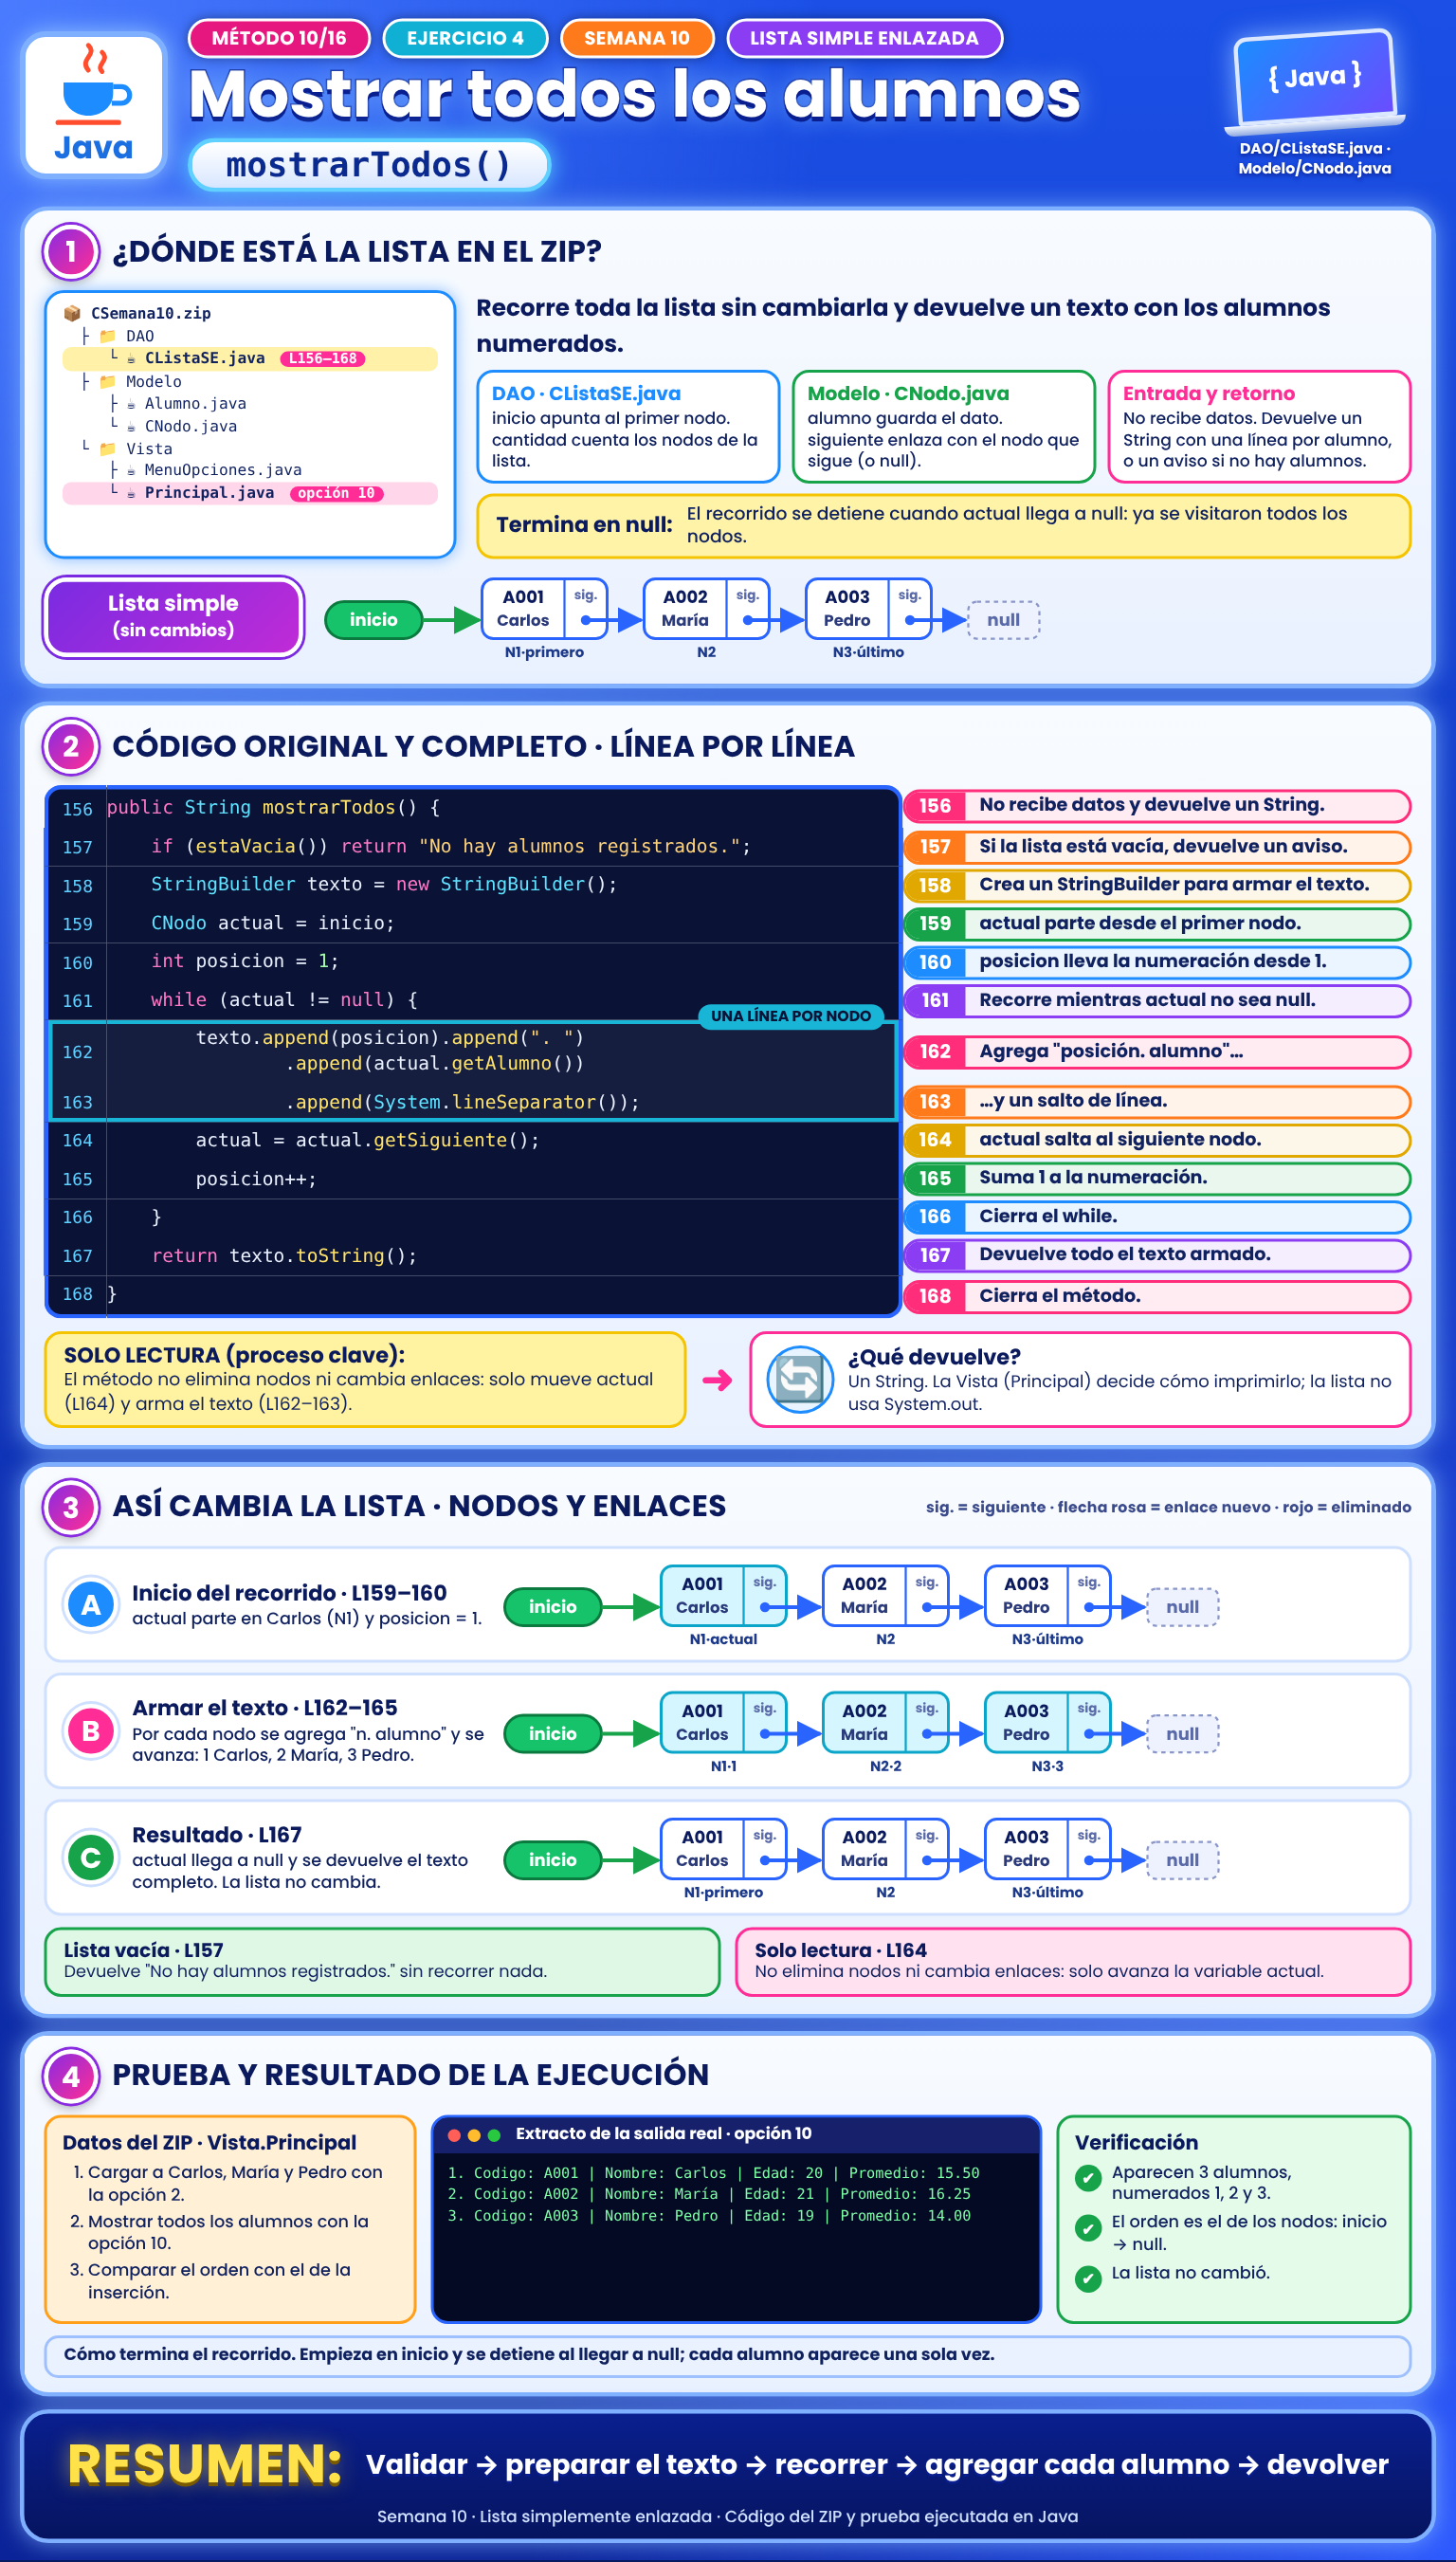 MÉTODO 10/16
EJERCICIO 4
SEMANA 10
LISTA SIMPLE ENLAZADA
Java
Mostrar todos los alumnos
mostrarTodos()
{ Java }
DAO/CListaSE.java ·
Modelo/CNodo.java
1 ¿DÓNDE ESTÁ LA LISTA EN EL ZIP?
CSemana10.zip
├ DAO
└ CListaSE.java L156–168
├ Modelo
├ Alumno.java
└ CNodo.java
└ Vista
├ MenuOpciones.java
└ Principal.java opción 10
Recorre toda la lista sin cambiarla y devuelve un texto con los alumnos
numerados.
DAO · CListaSE.java
inicio apunta al primer nodo.
cantidad cuenta los nodos de la
lista.
Modelo · CNodo.java
alumno guarda el dato.
siguiente enlaza con el nodo que
sigue (o null).
Entrada y retorno
No recibe datos. Devuelve un
String con una línea por alumno,
o un aviso si no hay alumnos.
Termina en null:
El recorrido se detiene cuando actual llega a null: ya se visitaron todos los
nodos.
Lista simple
(sin cambios)
inicio
A001 Carlos sig.
A002 María sig.
A003 Pedro sig.
null
N1·primero
N2
N3·último
2 CÓDIGO ORIGINAL Y COMPLETO · LÍNEA POR LÍNEA
156 public String mostrarTodos() {
157 if (estaVacia()) return "No hay alumnos registrados.";
158 StringBuilder texto = new StringBuilder();
159 CNodo actual = inicio;
160 int posicion = 1;
161 while (actual != null) {
UNA LÍNEA POR NODO
162 texto.append(posicion).append(". ")
.append(actual.getAlumno())
163 .append(System.lineSeparator());
164 actual = actual.getSiguiente();
165 posicion++;
166 }
167 return texto.toString();
168 }
156 No recibe datos y devuelve un String.
157 Si la lista está vacía, devuelve un aviso.
158 Crea un StringBuilder para armar el texto.
159 actual parte desde el primer nodo.
160 posicion lleva la numeración desde 1.
161 Recorre mientras actual no sea null.
162 Agrega "posición. alumno"...
163 ...y un salto de línea.
164 actual salta al siguiente nodo.
165 Suma 1 a la numeración.
166 Cierra el while.
167 Devuelve todo el texto armado.
168 Cierra el método.
SOLO LECTURA (proceso clave):
El método no elimina nodos ni cambia enlaces: solo mueve actual
(L164) y arma el texto (L162–163).
➜
¿Qué devuelve?
Un String. La Vista (Principal) decide cómo imprimirlo; la lista no
usa System.out.
3 ASÍ CAMBIA LA LISTA · NODOS Y ENLACES
sig. = siguiente · flecha rosa = enlace nuevo · rojo = eliminado
A
Inicio del recorrido · L159–160
actual parte en Carlos (N1) y posicion = 1.
inicio
A001 Carlos sig.
A002 María sig.
A003 Pedro sig.
null
N1·actual
N2
N3·último
B
Armar el texto · L162–165
Por cada nodo se agrega "n. alumno" y se
avanza: 1 Carlos, 2 María, 3 Pedro.
inicio
A001 Carlos sig.
A002 María sig.
A003 Pedro sig.
null
N1·1
N2·2
N3·3
C
Resultado · L167
actual llega a null y se devuelve el texto
completo. La lista no cambia.
inicio
A001 Carlos sig.
A002 María sig.
A003 Pedro sig.
null
N1·primero
N2
N3·último
Lista vacía · L157
Devuelve "No hay alumnos registrados." sin recorrer nada.
Solo lectura · L164
No elimina nodos ni cambia enlaces: solo avanza la variable actual.
4 PRUEBA Y RESULTADO DE LA EJECUCIÓN
Datos del ZIP · Vista.Principal
1. Cargar a Carlos, María y Pedro con
la opción 2.
2. Mostrar todos los alumnos con la
opción 10.
3. Comparar el orden con el de la
inserción.
Extracto de la salida real · opción 10
1. Codigo: A001 | Nombre: Carlos | Edad: 20 | Promedio: 15.50
2. Codigo: A002 | Nombre: María | Edad: 21 | Promedio: 16.25
3. Codigo: A003 | Nombre: Pedro | Edad: 19 | Promedio: 14.00
Verificación
✔ Aparecen 3 alumnos,
numerados 1, 2 y 3.
✔ El orden es el de los nodos: inicio
→ null.
✔ La lista no cambió.
Cómo termina el recorrido. Empieza en inicio y se detiene al llegar a null; cada alumno aparece una sola vez.
RESUMEN: Validar → preparar el texto → recorrer → agregar cada alumno → devolver
Semana 10 · Lista simplemente enlazada · Código del ZIP y prueba ejecutada en Java